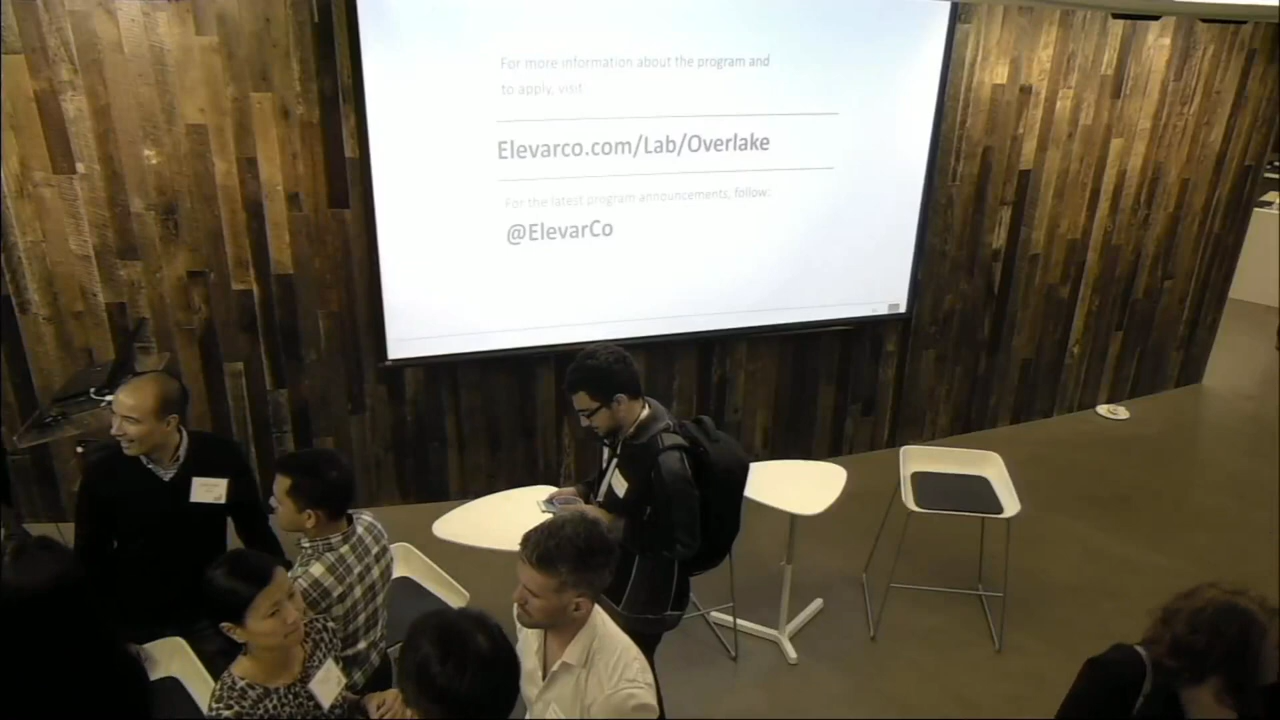 For more information about the program and
to apply, visit
Elevarco.com/Lab/Overlake
For the latest program announcements, follow:
@ElevarCo